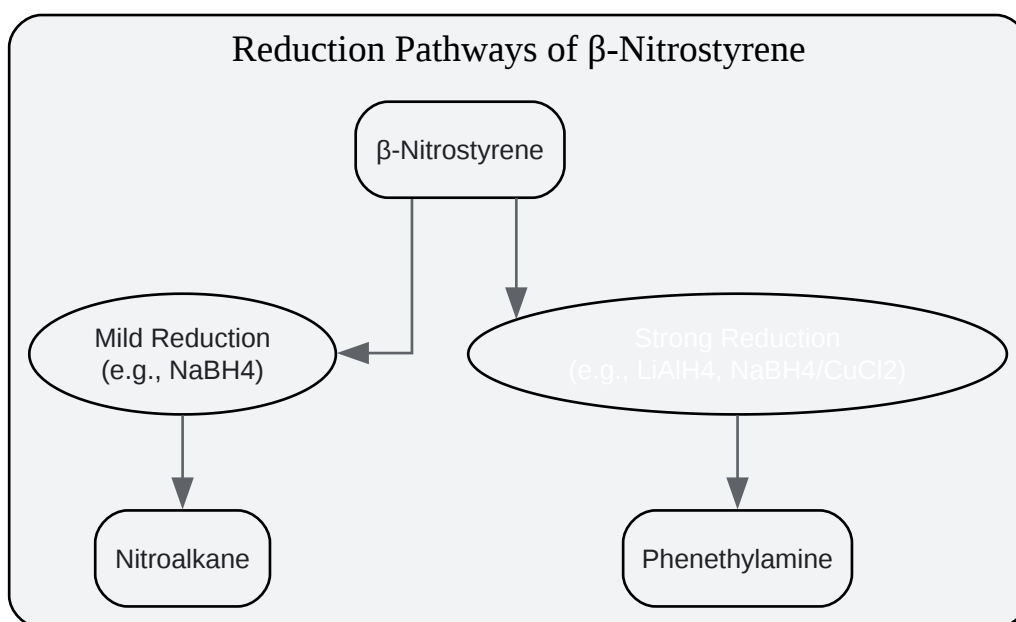 Reduction Pathways of β-Nitrostyrene
β-Nitrostyrene
Mild Reduction
(e.g., NaBH4)
Strong Reduction
(e.g., LiAlH4, NaBH4/CuCl2)
Nitroalkane
Phenethylamine